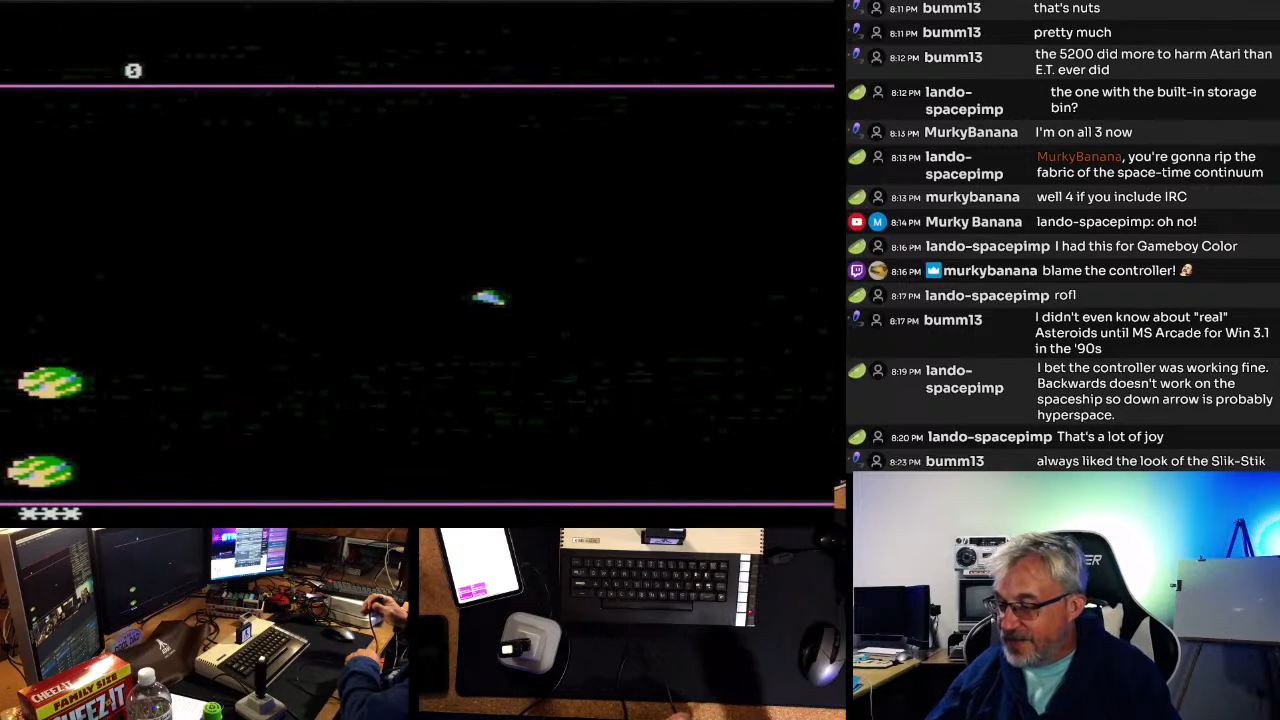 8:11 PM bumm13 that's nuts
8:11 PM bumm13 pretty much
8:12 PM bumm13 the 5200 did more to harm Atari than
E.T. ever did
8:12 PM lando-spacepimp the one with the built-in storage
bin?
8:13 PM MurkyBanana I'm on all 3 now
8:13 PM lando-spacepimp MurkyBanana, you're gonna rip the
fabric of the space-time continuum
8:13 PM murkybanana well 4 if you include IRC
M 8:14 PM Murky Banana lando-spacepimp: oh no!
8:16 PM lando-spacepimp I had this for Gameboy Color
8:16 PM murkybanana blame the controller!
8:17 PM lando-spacepimp rofl
8:17 PM bumm13 I didn't even know about "real"
Asteroids until MS Arcade for Win 3.1
in the '90s
8:19 PM lando-spacepimp I bet the controller was working fine.
Backwards doesn't work on the
spaceship so down arrow is probably
hyperspace.
8:20 PM lando-spacepimp That's a lot of joy
8:23 PM bumm13 always liked the look of the Slik-Stik
CHEEZ-IT
FAMILY SIZE
CHEEZ-IT